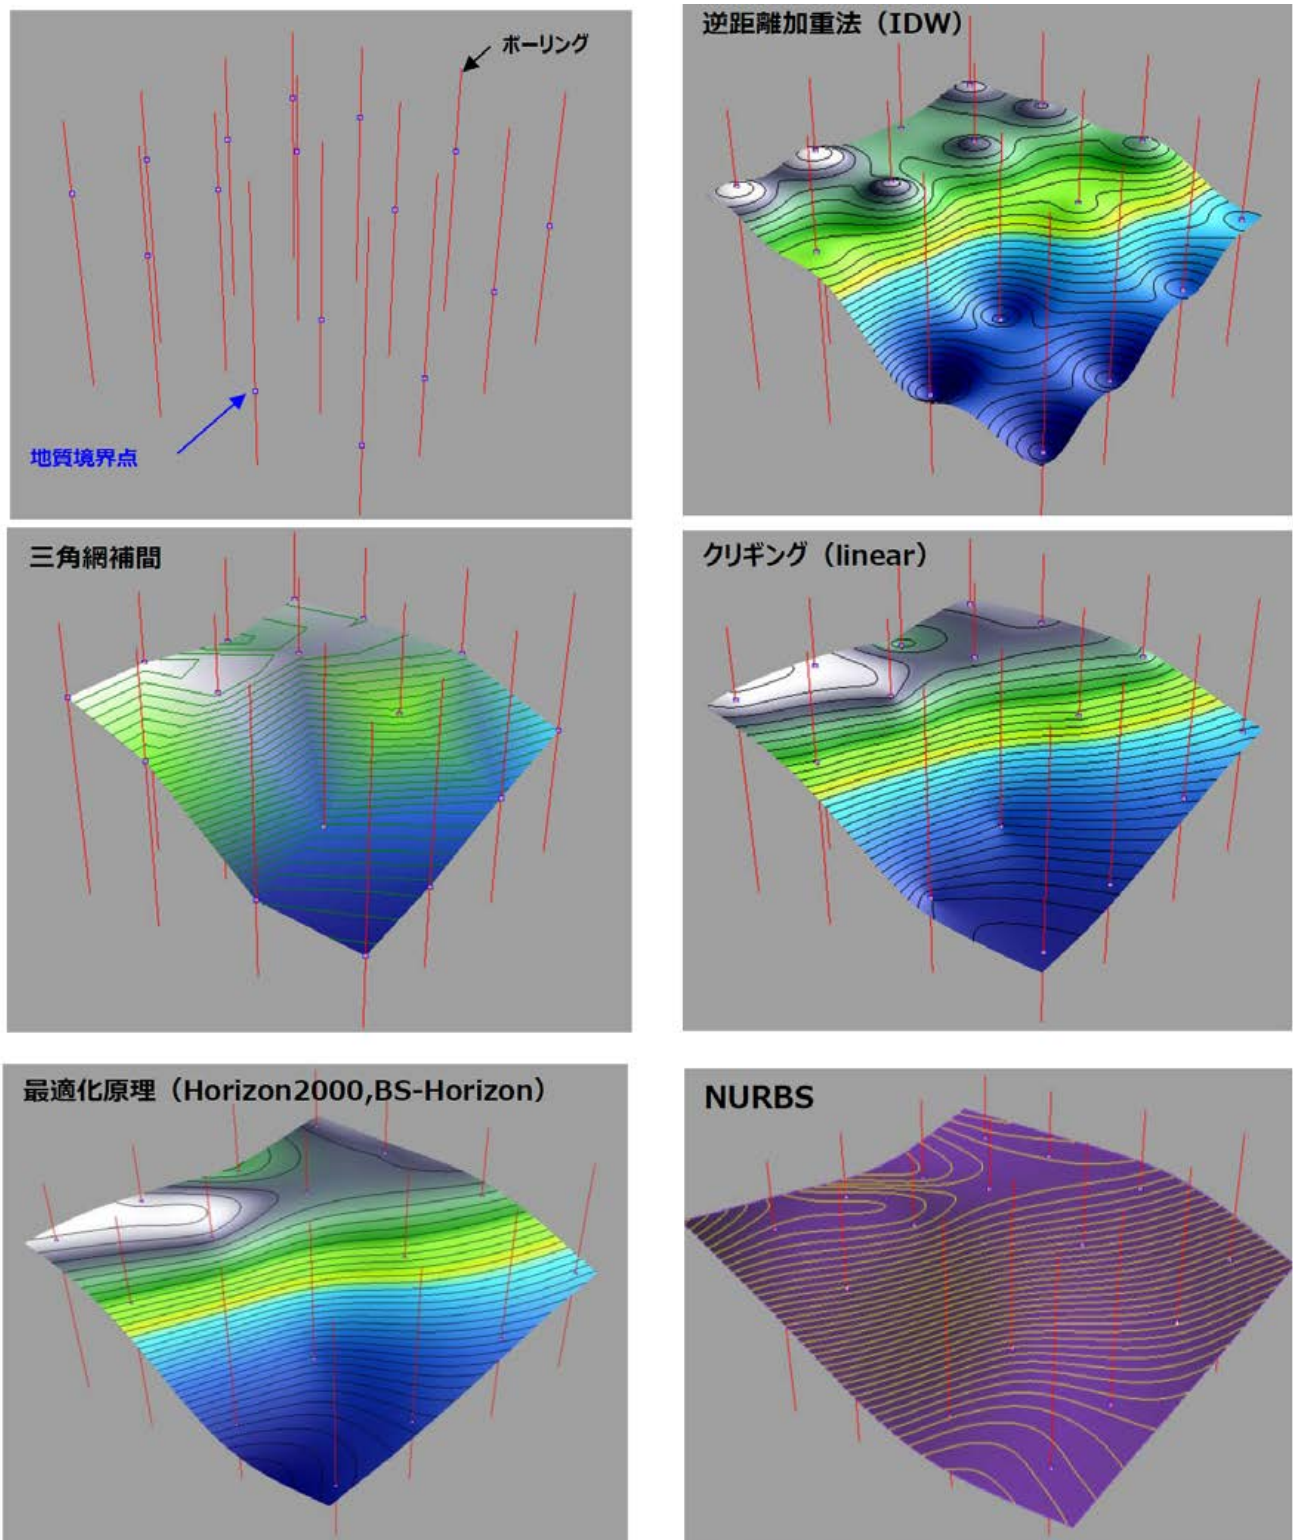 ボーリング
地質境界点
逆距離加重法（IDW）
三角網補間
クリギング（linear）
最適化原理（Horizon2000,BS-Horizon）
NURBS